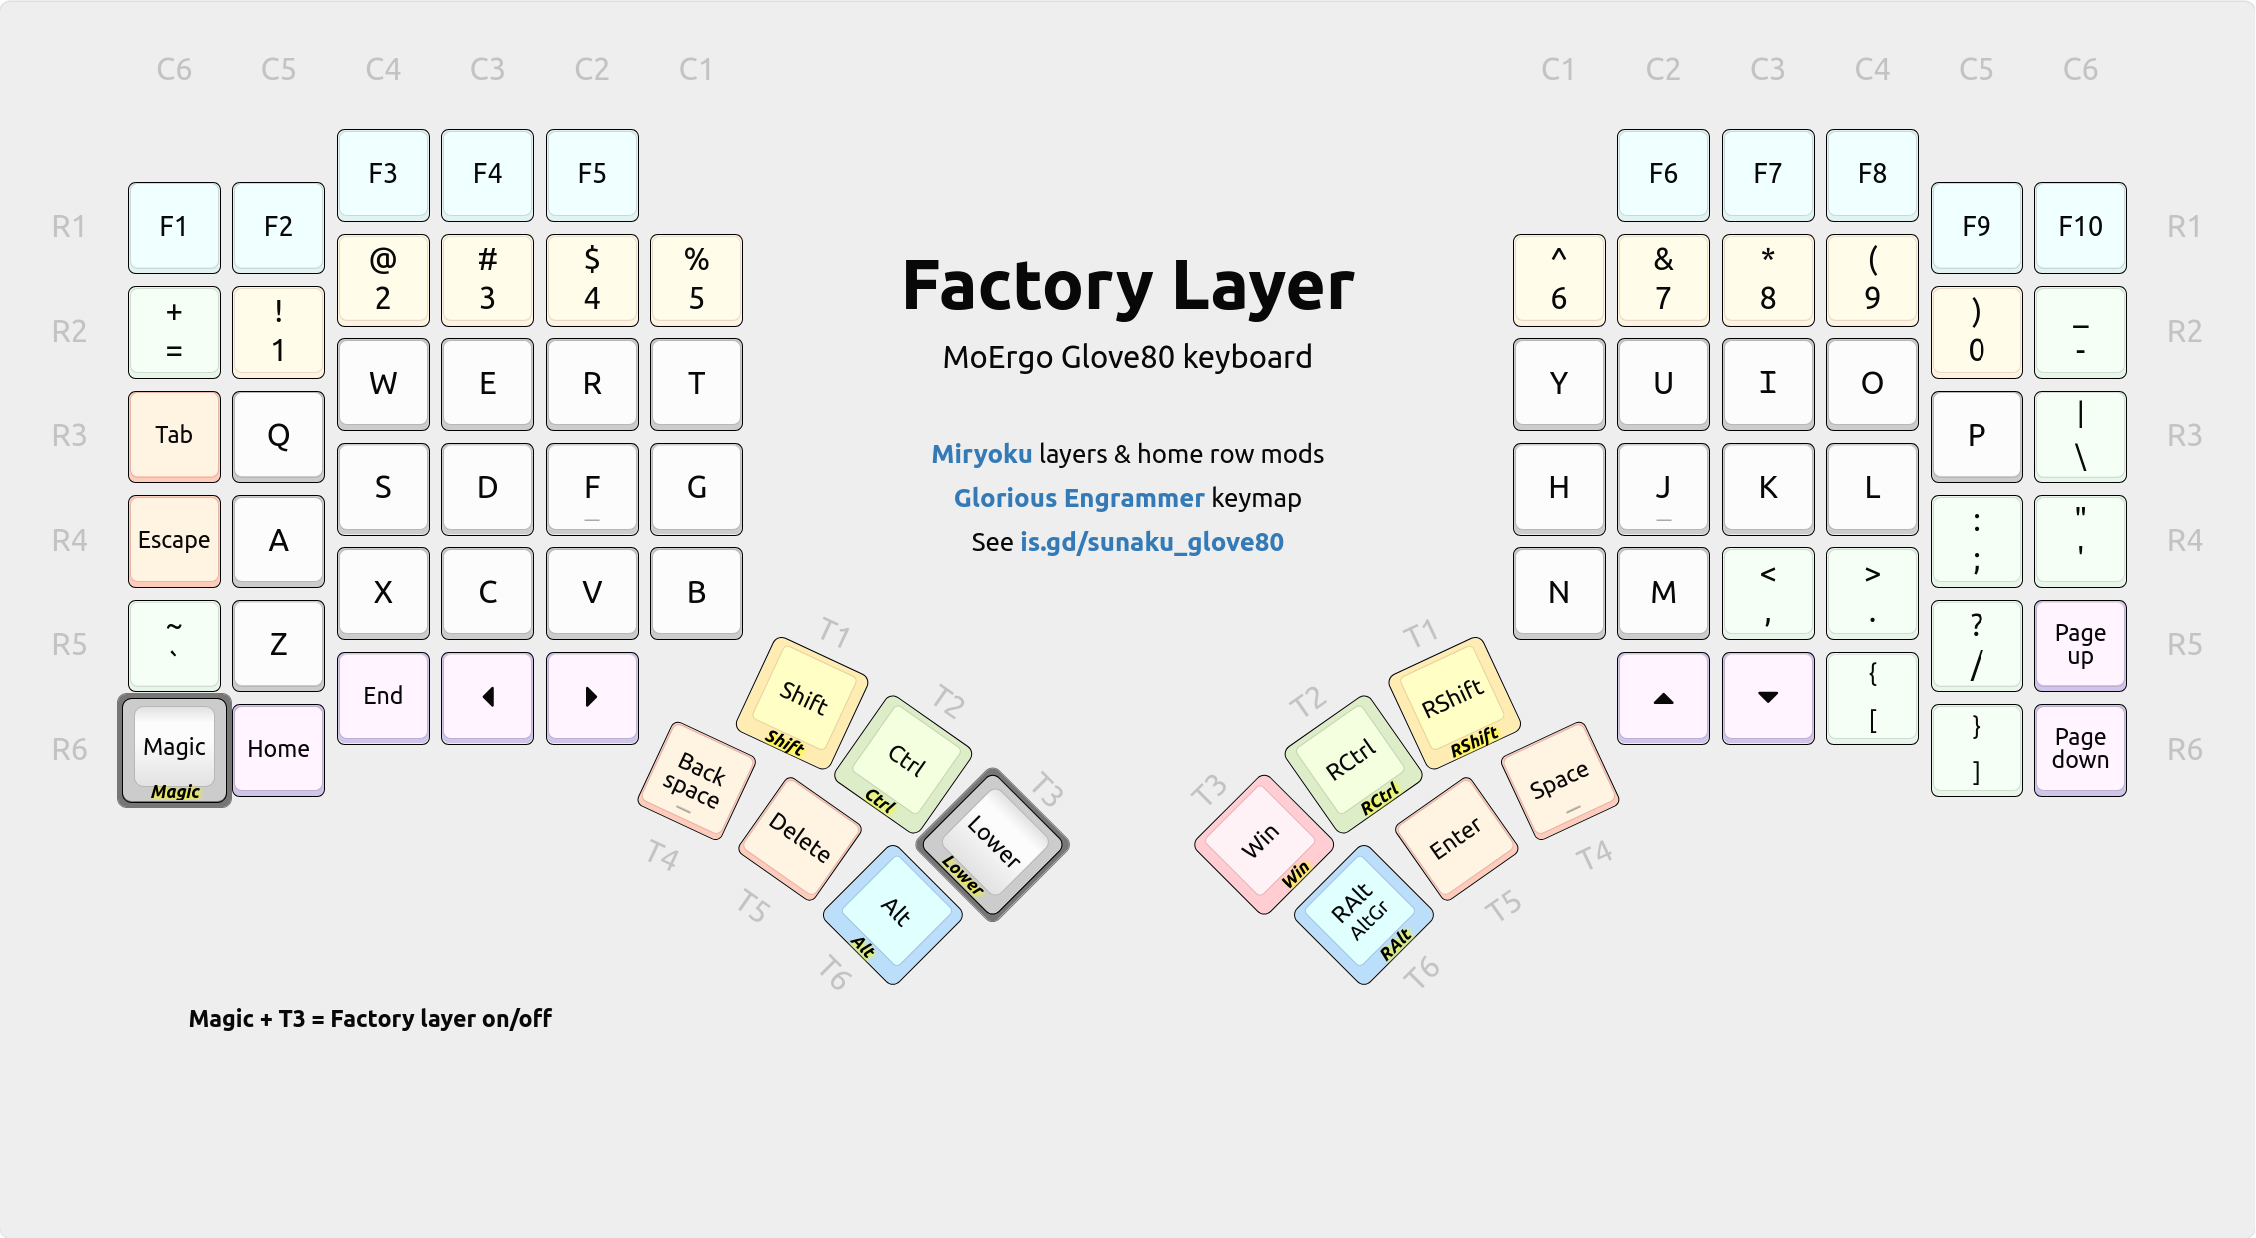 C6 C5 C4 C3 C2 C1 C1 C2 C3 C4 C5 C6
F3 F4 F5 F6 F7 F8
R1 F1 F2 F9 F10 R1
@ # $ % ^ & * (
2 3 4 5 6 7 8 9
Factory Layer
+ ! ) _
R2 R2
= 1 0 -
MoErgo Glove80 keyboard
W E R T Y U I O
R3 Tab Q P | \ R3
Miryoku layers & home row mods
S D F G H J K L
_ _
Glorious Engrammer keymap
: "
R4 Escape A R4
; '
See is.gd/sunaku_glove80
X C V B N M < , > .
~ ?
R5 Z R5
` /
Page
up
T1 T1
End ◀ ▶ ▲ ▼ { [
Shift RShift
Shift RShift
T2 T2
R6 Magic Home } ] R6
Magic
Page
down
Ctrl RCtrl
Ctrl RCtrl
Back
space
_
Space
_
T3 T3
Lower Win
Lower Win
Delete Enter
T4 T4
Alt RAlt
AltGr
Alt RAlt
T5 T5
T6 T6
Magic + T3 = Factory layer on/off